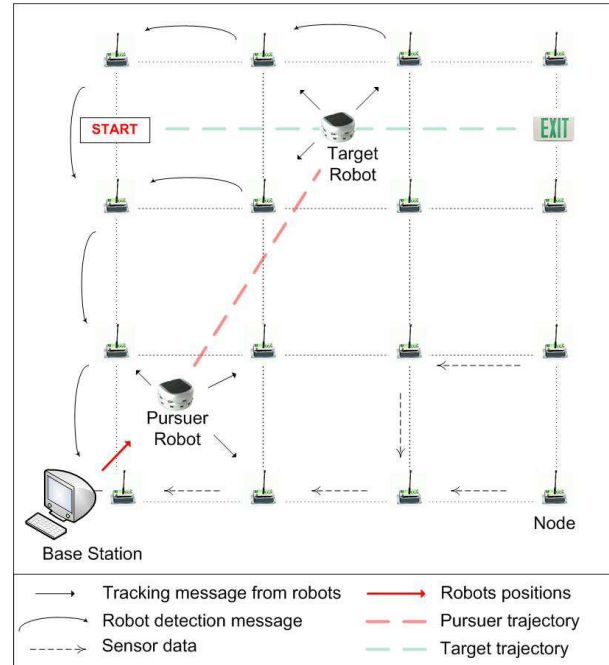 START
EXIT
Target
Robot
Pursuer
Robot
Base Station
Node
Tracking message from robots
Robots positions
Robot detection message
Pursuer trajectory
Sensor data
Target trajectory